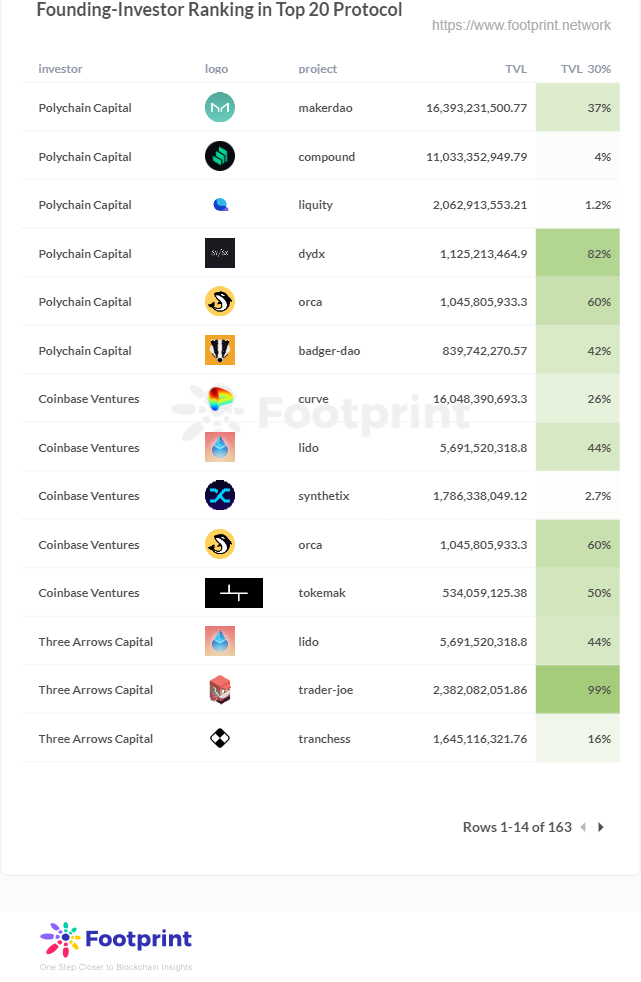 Founding-Investor Ranking in Top 20 Protocol
https://www.footprint.network
investor logo project TVL TVL 30%
Polychain Capital makerdao 16,393,231,500.77 37%
Polychain Capital compound 11,033,352,949.79 4%
Polychain Capital liquity 2,062,913,553.21 1.2%
Polychain Capital dydx 1,125,213,464.9 82%
Polychain Capital orca 1,045,805,933.3 60%
Polychain Capital badger-dao 839,742,270.57 42%
Coinbase Ventures curve 16,048,390,693.3 26%
Footprint
Coinbase Ventures lido 5,691,520,318.8 44%
Coinbase Ventures synthetix 1,786,338,049.12 2.7%
Coinbase Ventures orca 1,045,805,933.3 60%
Coinbase Ventures tokemak 534,059,125.38 50%
Three Arrows Capital lido 5,691,520,318.8 44%
Three Arrows Capital trader-joe 2,382,082,051.86 99%
Three Arrows Capital tranchess 1,645,116,321.76 16%
Rows 1-14 of 163
Footprint
One Step Closer to Blockchain Insights